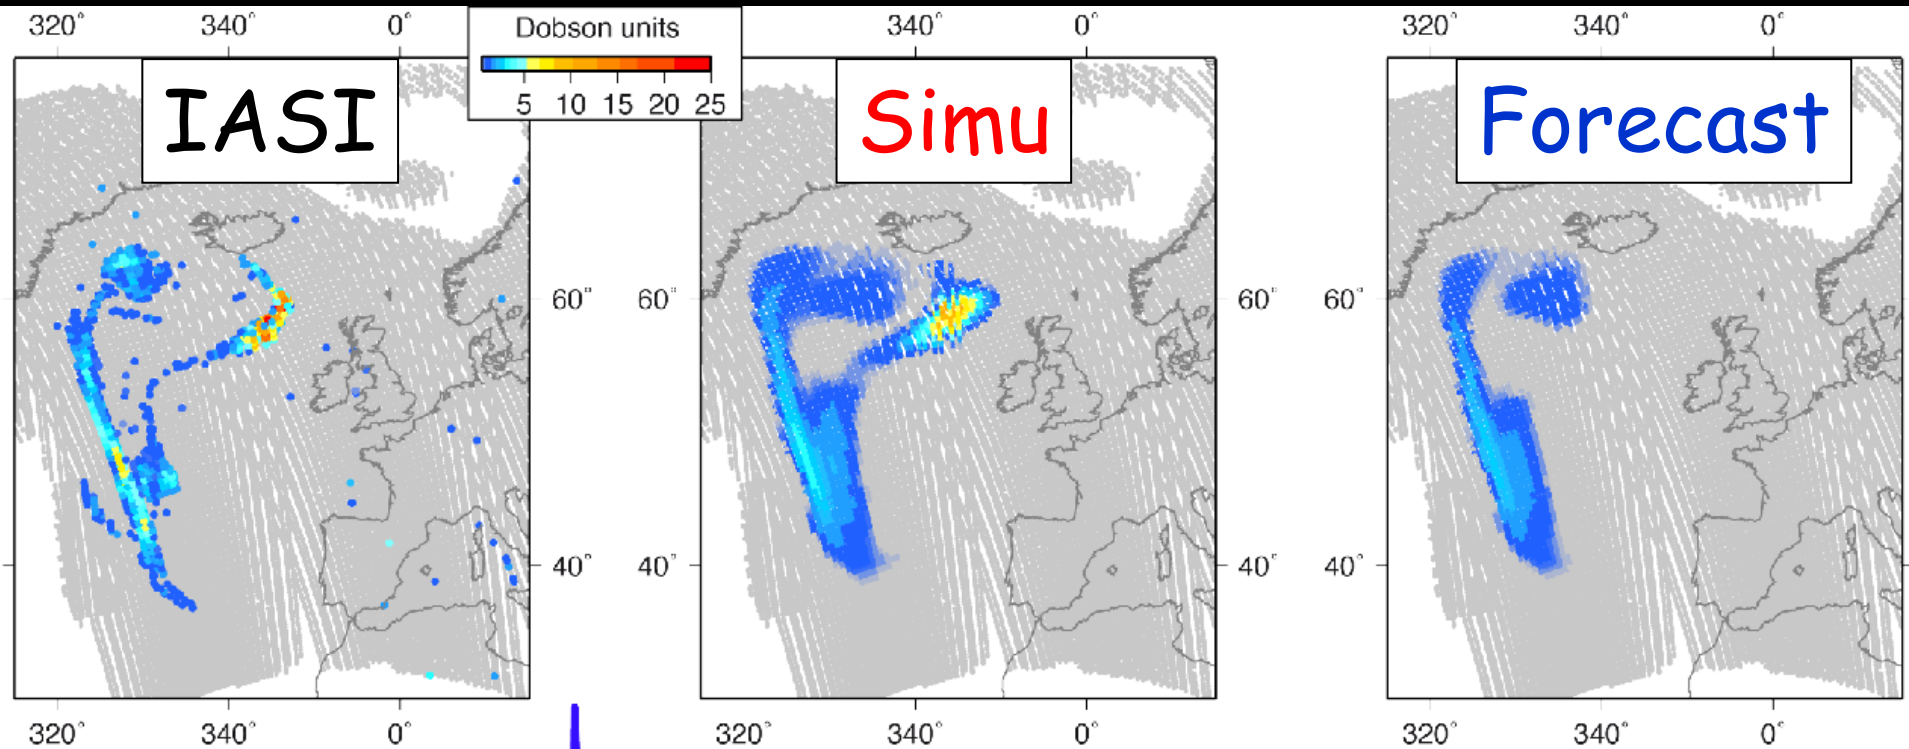 320° 340° 0° 340° 0° 320° 340° 0°
Dobson units
5 10 15 20 25
IASI
Simu
Forecast
60° 60° 60° 60°
40° 40° 40° 40°
320° 340° 0° 320° 340° 0° 320° 340° 0°